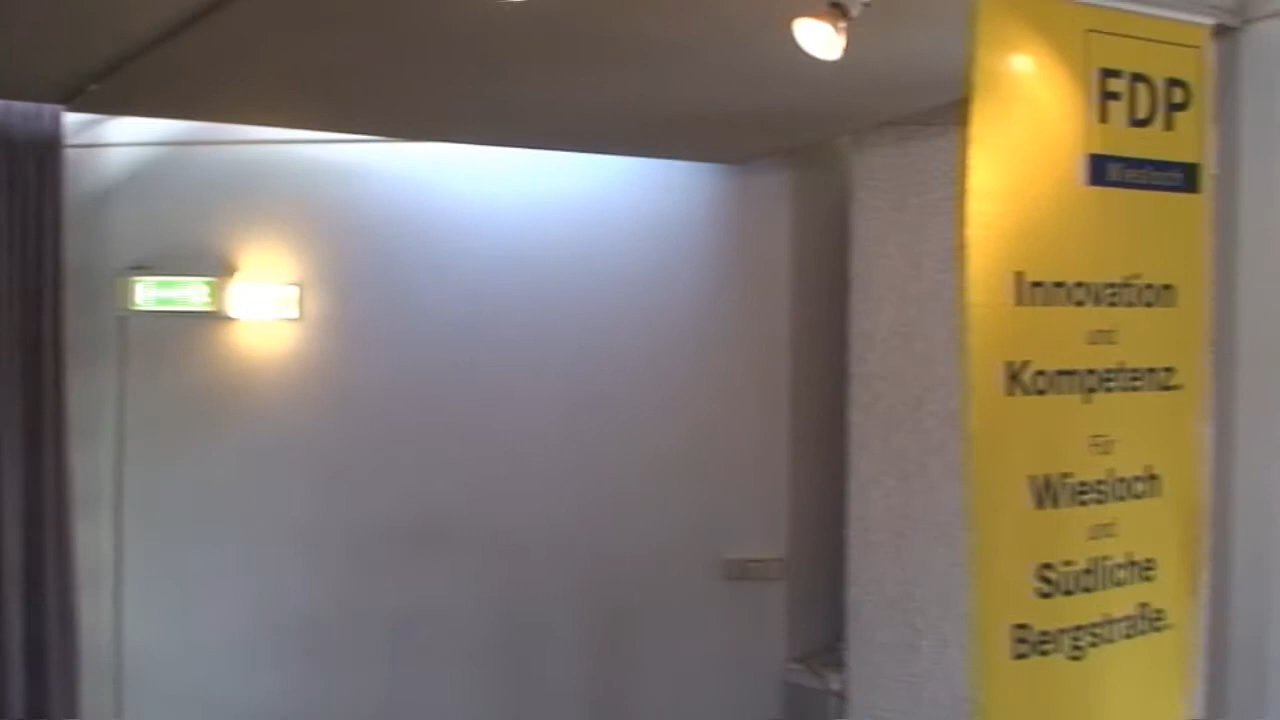 FDP
Wiesloch
Innovation
und
Kompetenz.
Für
Wiesloch
und
Südliche
Bergstraße.